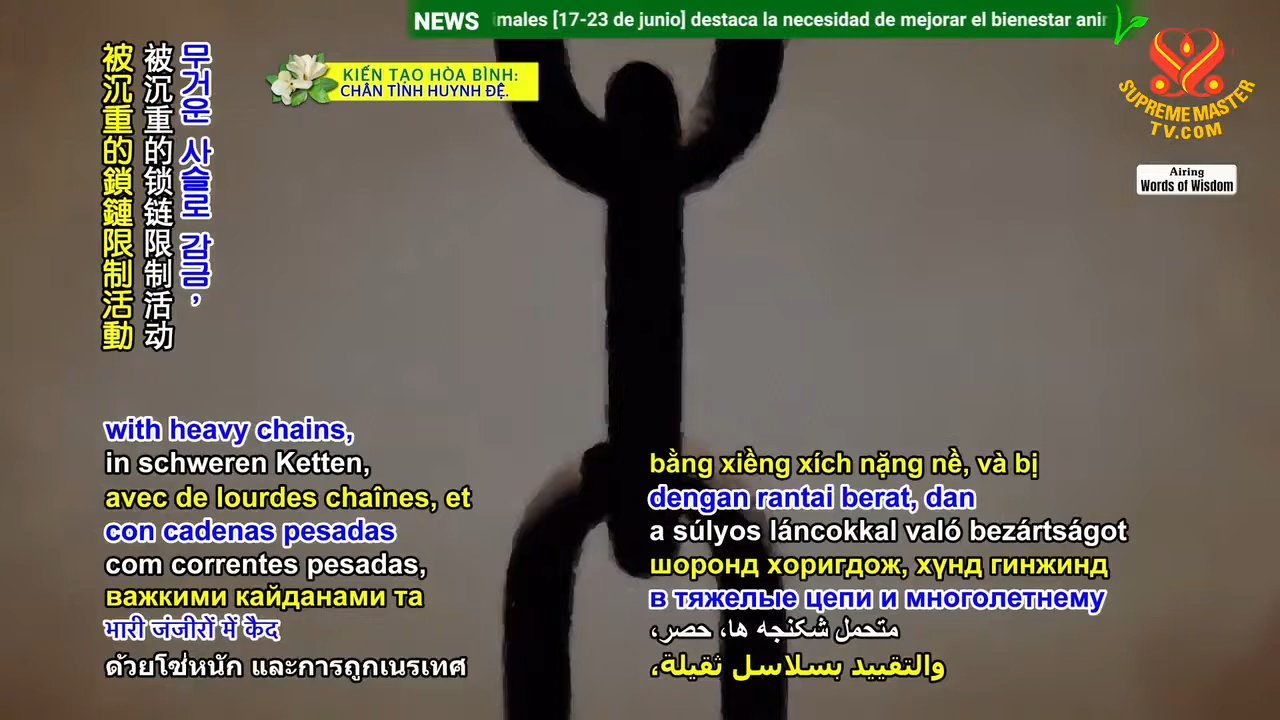 NEWS males [17-23 de junio] destaca la necesidad de mejorar el bienestar
KIẾN TẠO HÒA BÌNH:
CHÂN TÌNH HUYNH ĐỆ.
SUPREME MASTER
TV.COM
Airing
Words of Wisdom
무거운 사슬로 감금,
被沉重的锁链限制活动
被沉重的鎖鏈限制活動
with heavy chains,
in schweren Ketten,
avec de lourdes chaînes, et
con cadenas pesadas
com correntes pesadas,
важкими кайданами та
भारी जंजीरों में कैद
ด้วยโซ่หนัก และการถูกเนรเทศ
bằng xiềng xích nặng nề, và bị
dengan rantai berat, dan
a súlyos láncokkal való bezártságot
шоронд хоригдож, хүнд гинжинд
в тяжелые цепи и многолетнему
متحمل شکنجه ها، حصر،
والتقييد بسلاسل ثقيلة،